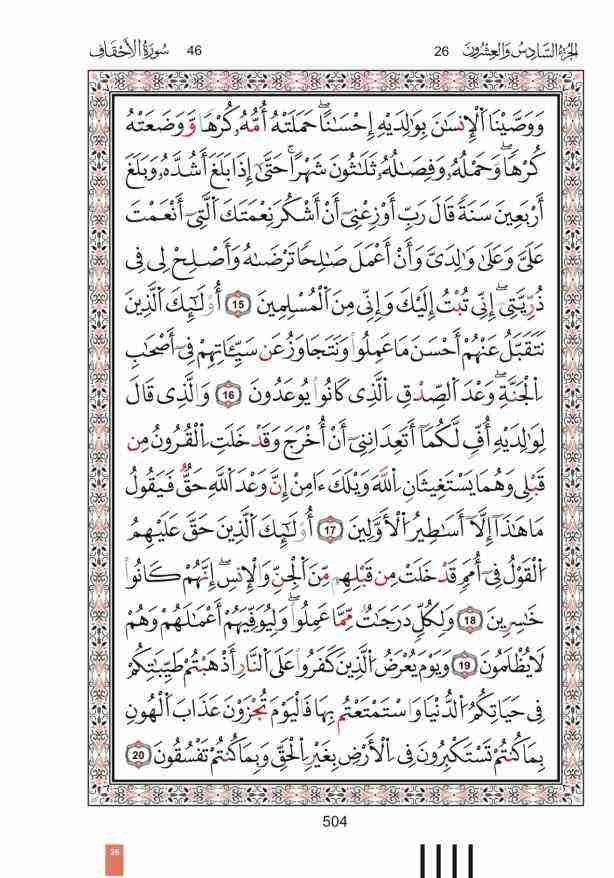 الجزء السادس والعشرون 26
46 سورة الأحقاف
وَوَصَّيْنَا ٱلْإِنسَٰنَ بِوَٰلِدَيْهِ إِحْسَٰنًاۖ حَمَلَتْهُ أُمُّهُۥ كُرْهًا وَوَضَعَتْهُ
كُرْهًاۖ وَحَمْلُهُۥ وَفِصَٰلُهُۥ ثَلَٰثُونَ شَهْرًاۚ حَتَّىٰٓ إِذَا بَلَغَ أَشُدَّهُۥ وَبَلَغَ
أَرْبَعِينَ سَنَةً قَالَ رَبِّ أَوْزِعْنِىٓ أَنْ أَشْكُرَ نِعْمَتَكَ ٱلَّتِىٓ أَنْعَمْتَ
عَلَىَّ وَعَلَىٰ وَٰلِدَىَّ وَأَنْ أَعْمَلَ صَٰلِحًا تَرْضَىٰهُ وَأَصْلِحْ لِى فِى
ذُرِّيَّتِىٓۖ إِنِّى تُبْتُ إِلَيْكَ وَإِنِّى مِنَ ٱلْمُسْلِمِينَ 15 أُو۟لَٰٓئِكَ ٱلَّذِينَ
نَتَقَبَّلُ عَنْهُمْ أَحْسَنَ مَا عَمِلُوا۟ وَنَتَجَاوَزُ عَن سَيِّـَٔاتِهِمْ فِىٓ أَصْحَٰبِ
ٱلْجَنَّةِۖ وَعْدَ ٱلصِّدْقِ ٱلَّذِى كَانُوا۟ يُوعَدُونَ 16 وَٱلَّذِى قَالَ
لِوَٰلِدَيْهِ أُفٍّ لَّكُمَآ أَتَعِدَانِنِىٓ أَنْ أُخْرَجَ وَقَدْ خَلَتِ ٱلْقُرُونُ مِن
قَبْلِى وَهُمَا يَسْتَغِيثَانِ ٱللَّهَ وَيْلَكَ ءَامِنْ إِنَّ وَعْدَ ٱللَّهِ حَقٌّ فَيَقُولُ
مَا هَٰذَآ إِلَّآ أَسَٰطِيرُ ٱلْأَوَّلِينَ 17 أُو۟لَٰٓئِكَ ٱلَّذِينَ حَقَّ عَلَيْهِمُ
ٱلْقَوْلُ فِىٓ أُمَمٍ قَدْ خَلَتْ مِن قَبْلِهِم مِّنَ ٱلْجِنِّ وَٱلْإِنسِۖ إِنَّهُمْ كَانُوا۟
خَٰسِرِينَ 18 وَلِكُلٍّ دَرَجَٰتٌ مِّمَّا عَمِلُوا۟ۖ وَلِيُوَفِّيَهُمْ أَعْمَٰلَهُمْ وَهُمْ
لَا يُظْلَمُونَ 19 وَيَوْمَ يُعْرَضُ ٱلَّذِينَ كَفَرُوا۟ عَلَى ٱلنَّارِ أَذْهَبْتُمْ طَيِّبَٰتِكُمْ
فِى حَيَاتِكُمُ ٱلدُّنْيَا وَٱسْتَمْتَعْتُم بِهَا فَٱلْيَوْمَ تُجْزَوْنَ عَذَابَ ٱلْهُونِ
بِمَا كُنتُمْ تَسْتَكْبِرُونَ فِى ٱلْأَرْضِ بِغَيْرِ ٱلْحَقِّ وَبِمَا كُنتُمْ تَفْسُقُونَ 20
504
26